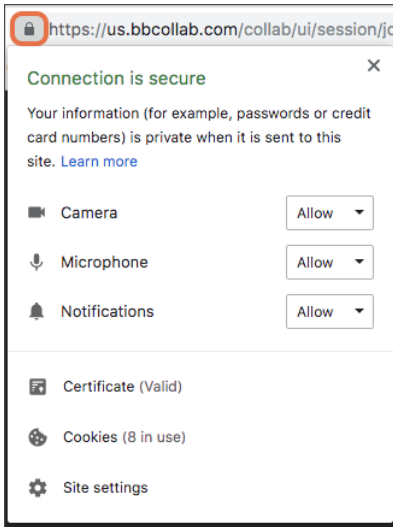 https://us.bbcollab.com/collab/ui/session/jo
Connection is secure
Your information (for example, passwords or credit
card numbers) is private when it is sent to this
site. Learn more
Camera Allow
Microphone Allow
Notifications Allow
Certificate (Valid)
Cookies (8 in use)
Site settings